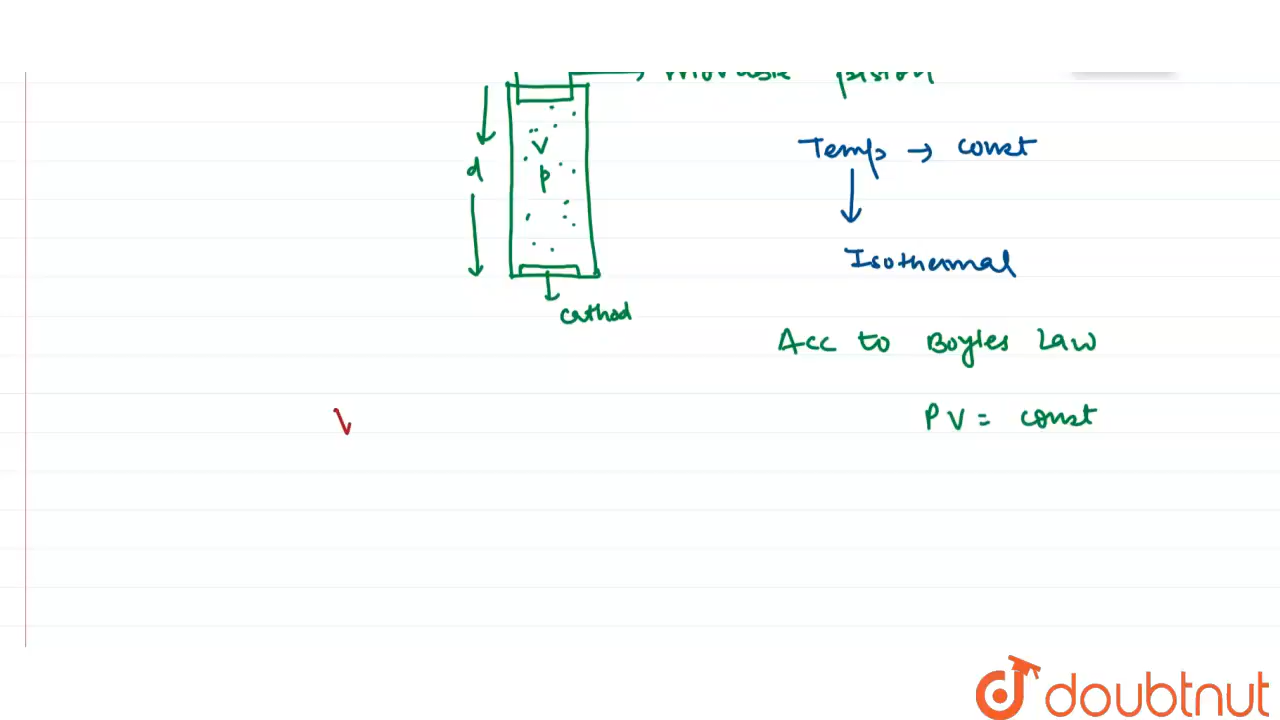 d
V
p
cathod
Temp → const
Isothermal
Acc to Boyles Law
PV = const
V
doubtnut